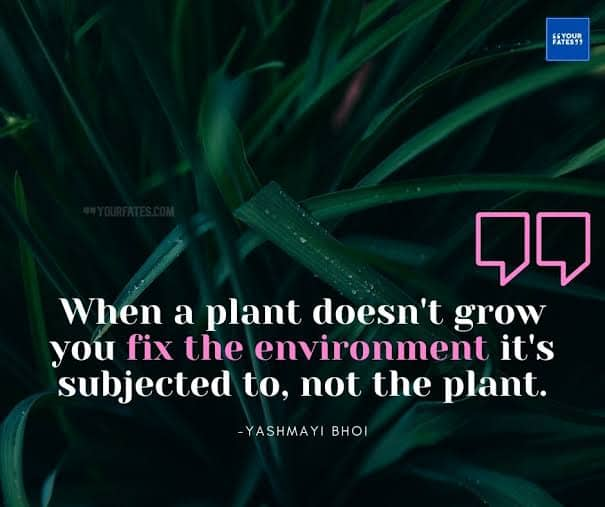 “YOUR
FATES”
❝❞YOURFATES.COM
When a plant doesn't grow
you fix the environment it's
subjected to, not the plant.
-YASHMAYI BHOI